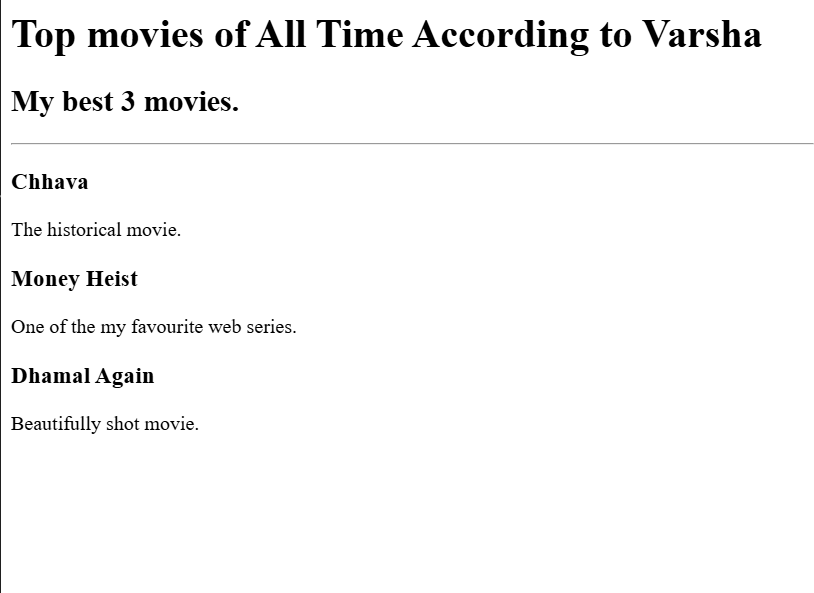 Top movies of All Time According to Varsha
My best 3 movies.
Chhava
The historical movie.
Money Heist
One of the my favourite web series.
Dhamal Again
Beautifully shot movie.